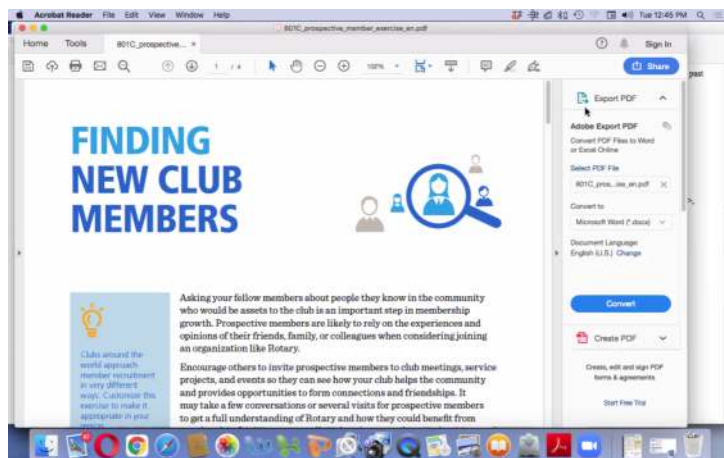 Acrobat Reader File Edit View Window Help
Tue 12:45 PM
801C_prospective_member_exercise_en.pdf
Home Tools 801C_prospective... ×
Sign In
1 / 4
Share
past
FINDING
NEW CLUB
MEMBERS
Asking your fellow members about people they know in the community
who would be assets to the club is an important step in membership
growth. Prospective members are likely to rely on the experiences and
opinions of their friends, family, or colleagues when considering joining
an organization like Rotary.
Encourage others to invite prospective members to club meetings, service
projects, and events so they can see how your club helps the community
and provides opportunities to form connections and friendships. It
may take a few conversations or several visits for prospective members
to get a full understanding of Rotary and how they could benefit from
Clubs around the
world approach
member recruitment
in very different
ways. Customize this
exercise to make it
appropriate in your
Export PDF
Adobe Export PDF
Convert PDF Files to Word
or Excel Online
Select PDF File
801C_pros...ise_en.pdf ×
Convert to
Microsoft Word (*.docx)
Document Language:
English (U.S.) Change
Convert
Create PDF
Create, edit and sign PDF
forms & agreements
Start Free Trial